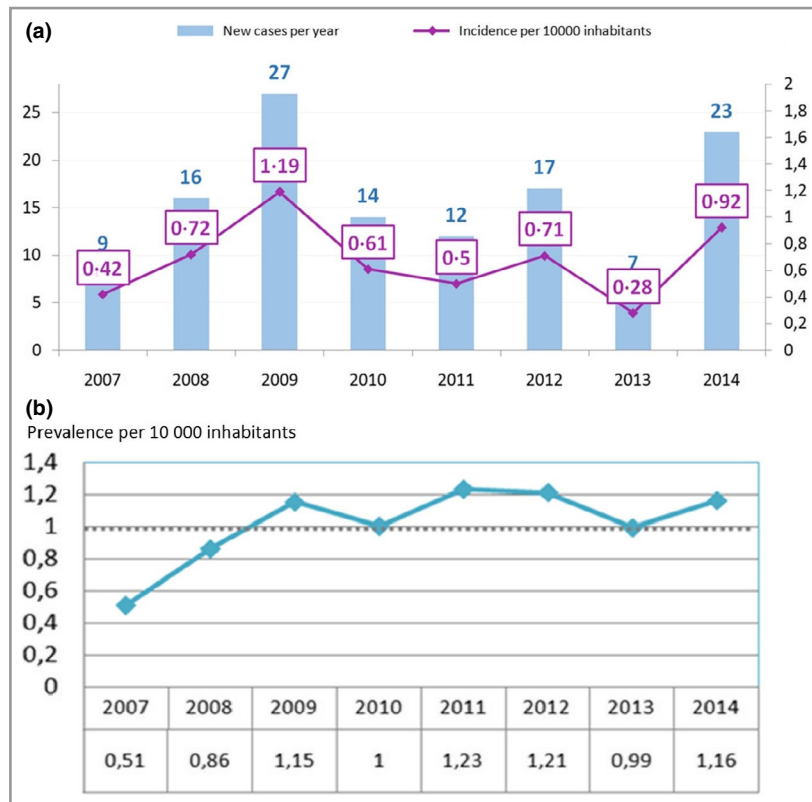 (a)
New cases per year Incidence per 10000 inhabitants
27 2
25 23 1,8
1·19 1,6
20 16 17 1,4
15 0·72 14 12 0·92 1,2
9 0·61 0·71 1
10 0·42 0·5 7 0,8
0·28 0,6
5 0,4
0,2
0 0
2007 2008 2009 2010 2011 2012 2013 2014
(b)
Prevalence per 10 000 inhabitants
1,4
1,2
1
0,8
0,6
0,4
0,2
0
2007 2008 2009 2010 2011 2012 2013 2014
0,51 0,86 1,15 1 1,23 1,21 0,99 1,16